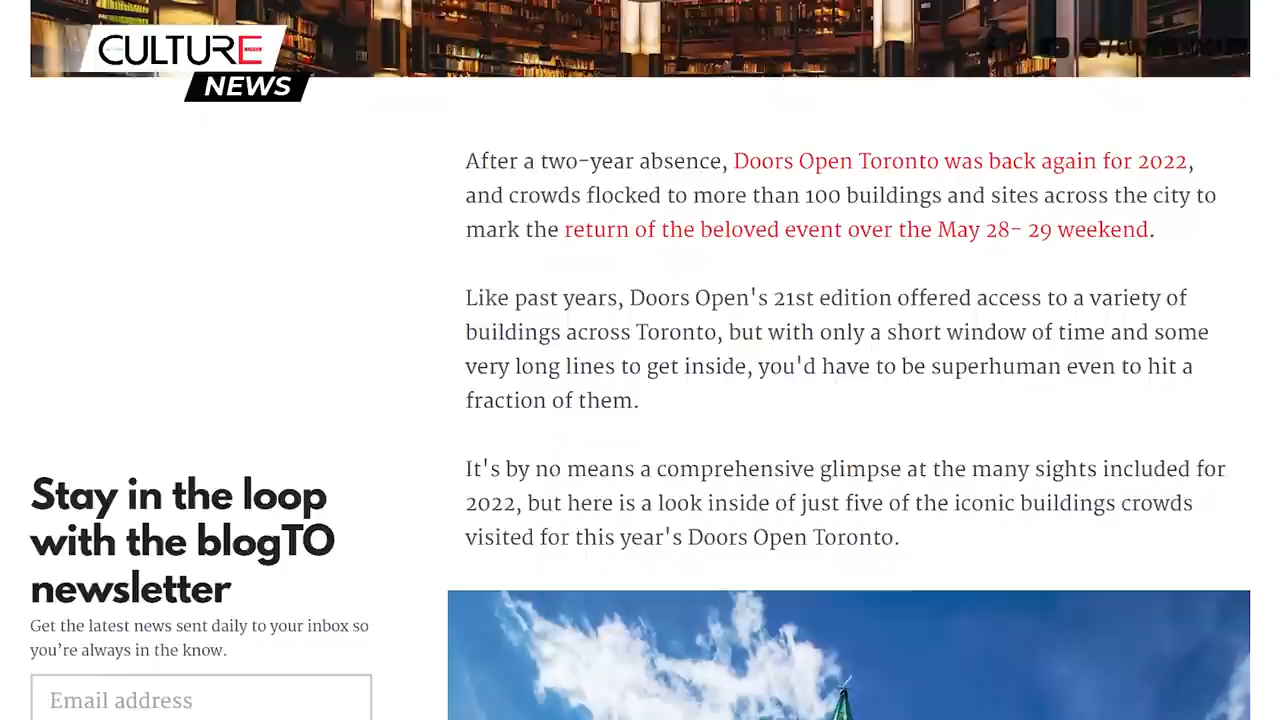 CULTURE
NEWS
After a two-year absence, Doors Open Toronto was back again for 2022,
and crowds flocked to more than 100 buildings and sites across the city to
mark the return of the beloved event over the May 28- 29 weekend.
Like past years, Doors Open's 21st edition offered access to a variety of
buildings across Toronto, but with only a short window of time and some
very long lines to get inside, you'd have to be superhuman even to hit a
fraction of them.
It's by no means a comprehensive glimpse at the many sights included for
2022, but here is a look inside of just five of the iconic buildings crowds
visited for this year's Doors Open Toronto.
Stay in the loop
with the blogTO
newsletter
Get the latest news sent daily to your inbox so
you're always in the know.
Email address